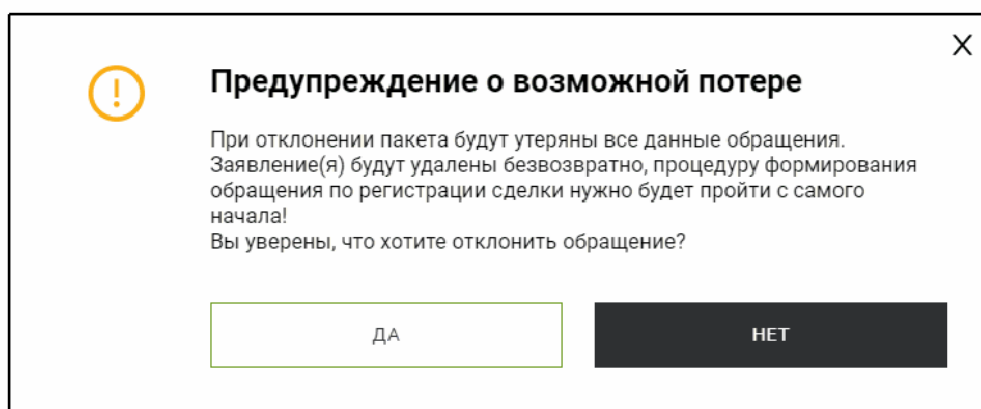 X
Предупреждение о возможной потере
При отклонении пакета будут утеряны все данные обращения.
Заявление(я) будут удалены безвозвратно, процедуру формирования
обращения по регистрации сделки нужно будет пройти с самого
начала!
Вы уверены, что хотите отклонить обращение?
ДА
НЕТ